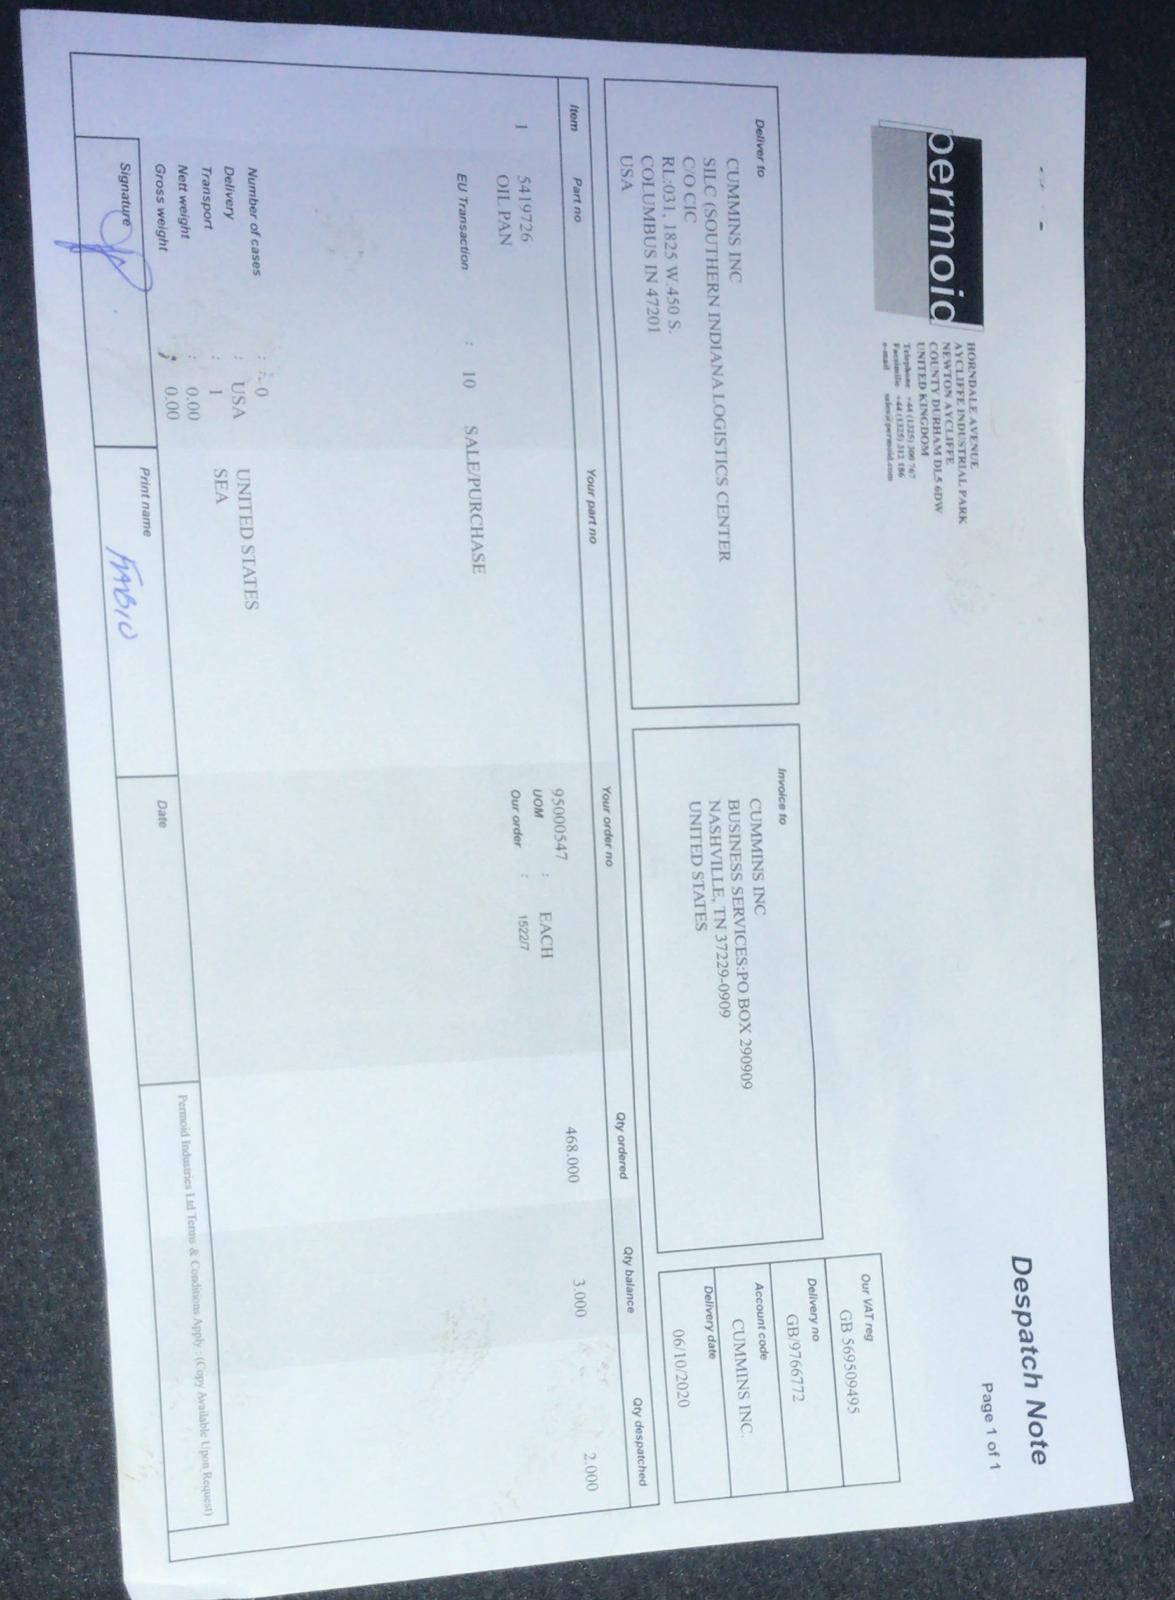 Despatch Note
Page 1 of 1
permoid
HORNDALE AVENUE
AYCLIFFE INDUSTRIAL PARK
NEWTON AYCLIFFE
COUNTY DURHAM DL5 6DW
UNITED KINGDOM
Telephone +44 (1325) 300 767
Facsimilie +44 (1325) 312 186
e-mail sales@permoid.com
Our VAT reg
GB 569509495
Delivery no
GB/9766772
Account code
CUMMINS INC.
Delivery date
06/10/2020
Deliver to
CUMMINS INC
SILC (SOUTHERN INDIANA LOGISTICS CENTER
C/O CIC
RL:031, 1825 W.450 S.
COLUMBUS IN 47201
USA
Invoice to
CUMMINS INC
BUSINESS SERVICES:PO BOX 290909
NASHVILLE, TN 37229-0909
UNITED STATES
Item Part no Your part no Your order no Qty ordered Qty balance Qty despatched
1 5419726 95000547 468.000 3.000 2.000
OIL PAN UOM : EACH
Our order : 15227/7
EU Transaction : 10 SALE/PURCHASE
Number of cases : 0
Delivery : USA UNITED STATES
Transport : 1 SEA
Nett weight : 0.00
Gross weight : 0.00
Signature Print name FABIO Date
Permoid Industries Ltd Terms & Conditions Apply : (Copy Available Upon Request)